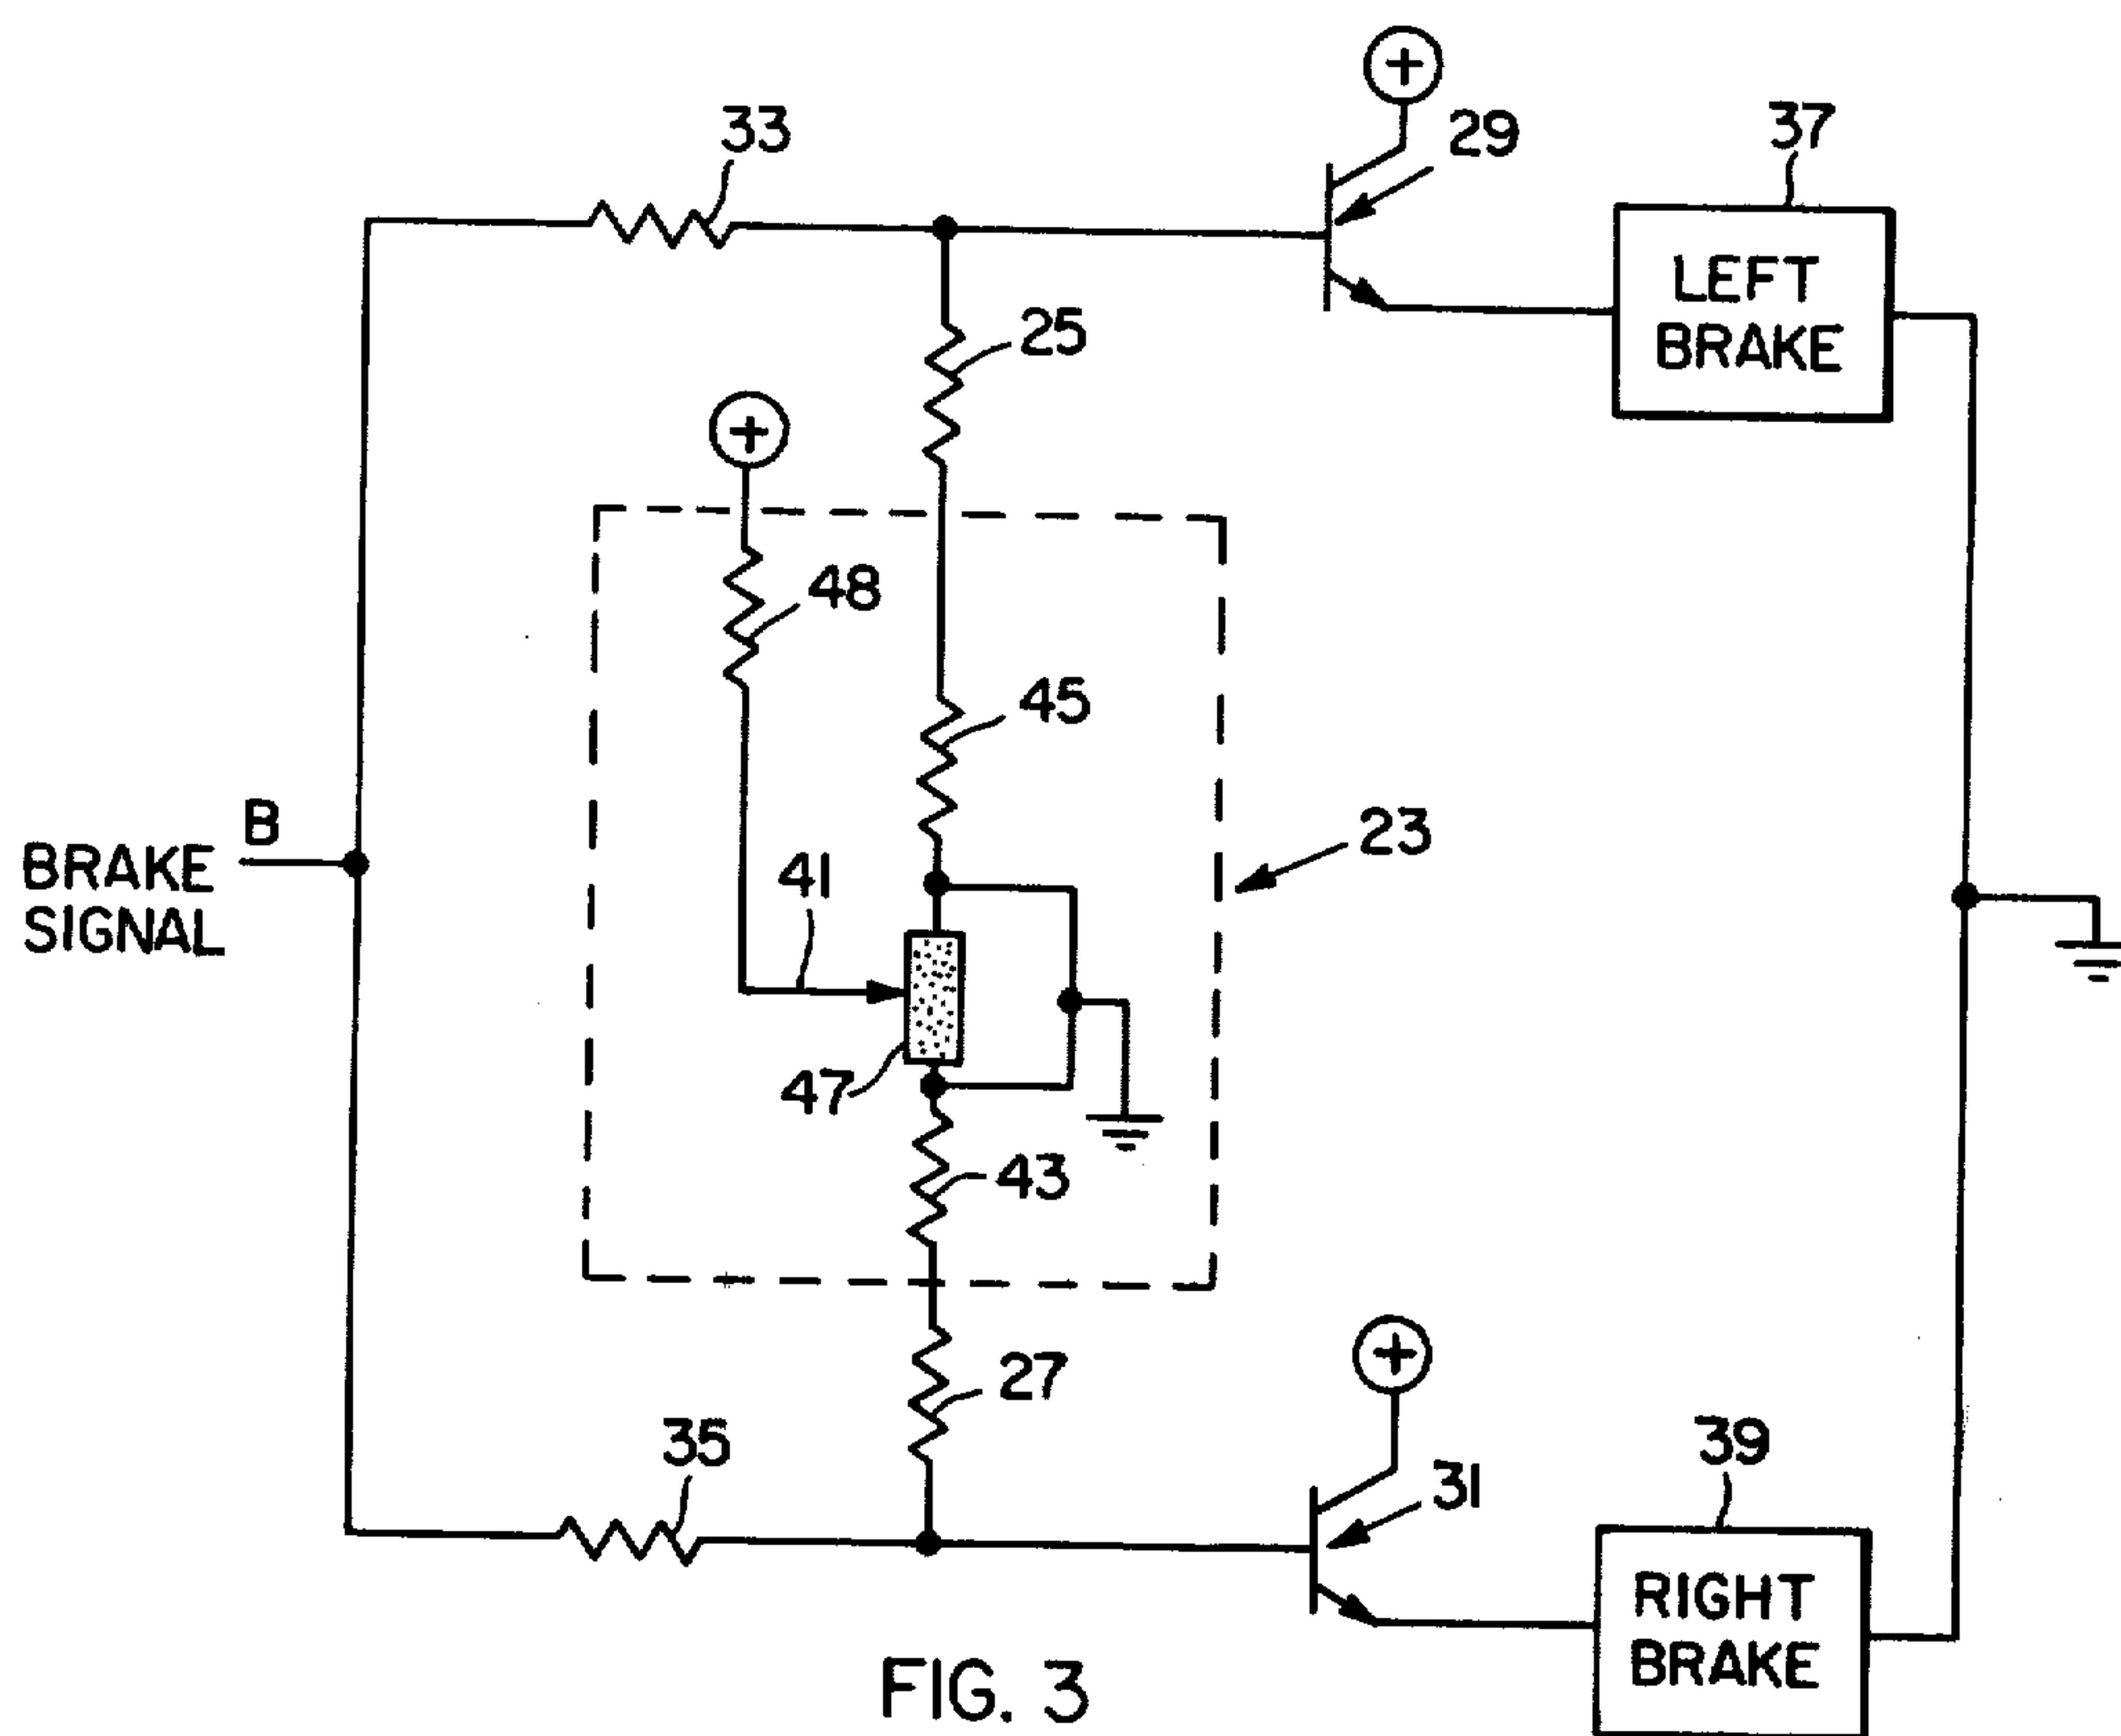 33
29
37
LEFT
BRAKE
25
+
+
48
45
B
BRAKE
SIGNAL
41
23
47
43
27
+
35
31
39
RIGHT
BRAKE
FIG. 3